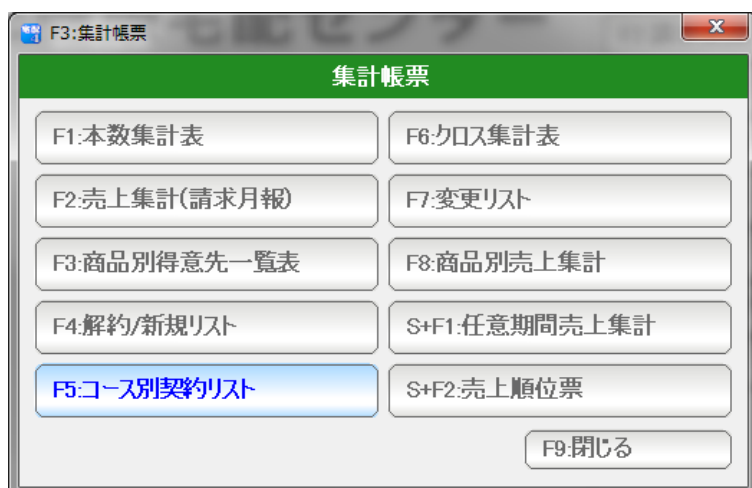 F3:集計帳票
集計帳票
F1:本数集計表
F6:クロス集計表
F2:売上集計(請求月報)
F7:変更リスト
F3:商品別得意先一覧表
F8:商品別売上集計
F4:解約/新規リスト
S+F1:任意期間売上集計
F5:コース別契約リスト
S+F2:売上順位票
F9:閉じる